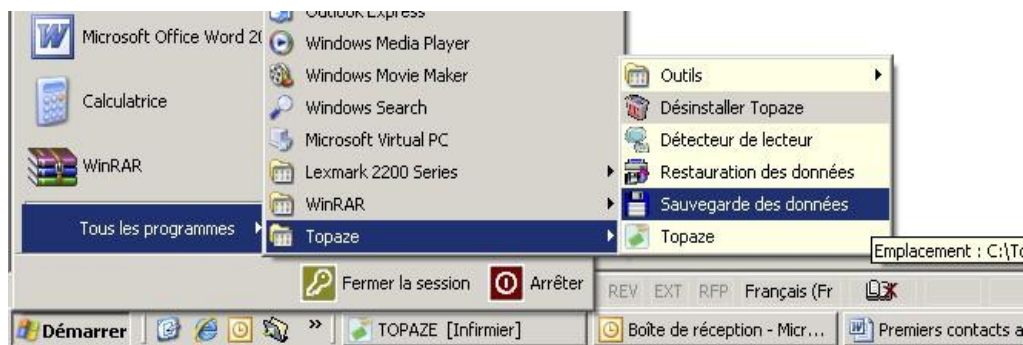 Outlook Express
Microsoft Office Word 20
Windows Media Player
Windows Movie Maker
Outils
Calculatrice
Windows Search
Désinstaller Topaze
Microsoft Virtual PC
Détecteur de lecteur
WinRAR
Lexmark 2200 Series
Restauration des données
WinRAR
Sauvegarde des données
Tous les programmes
Topaze
Topaze
Emplacement : C:\To
Fermer la session
Arrêter
REV EXT RFP Français (Fr
Démarrer
»
TOPAZE [Infirmier]
Boîte de réception - Micr...
Premiers contacts a